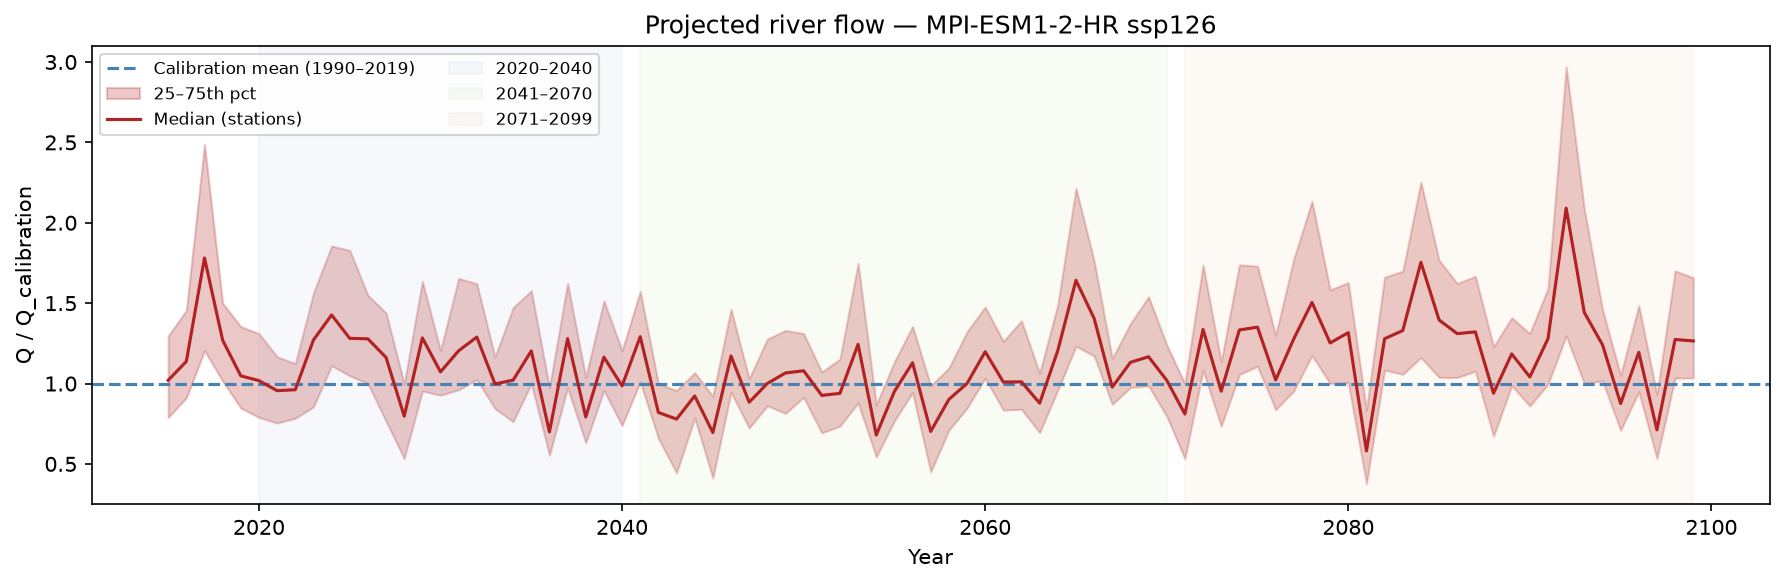 Projected river flow — MPI-ESM1-2-HR ssp126
Q / Q_calibration
3.0
2.5
2.0
1.5
1.0
0.5
Calibration mean (1990–2019)
25–75th pct
Median (stations)
2020–2040
2041–2070
2071–2099
2020
2040
2060
2080
2100
Year